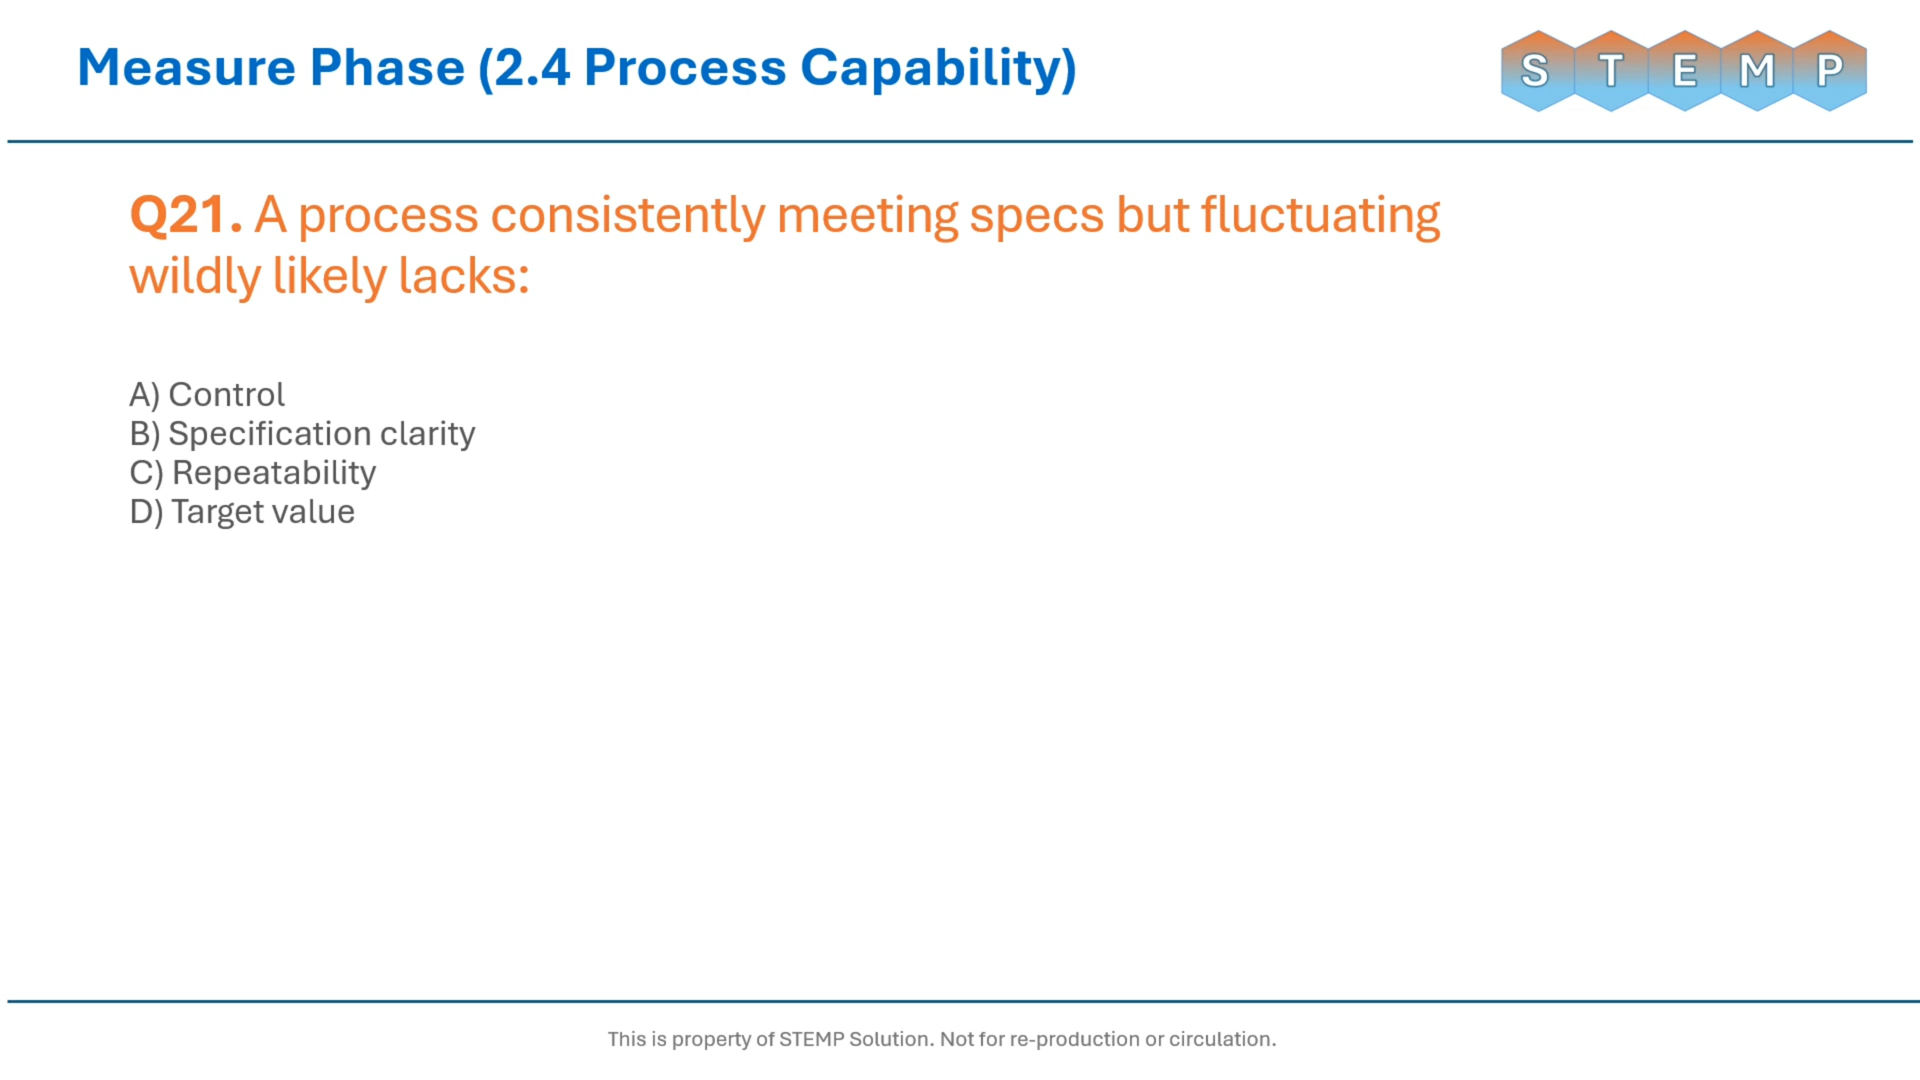 Measure Phase (2.4 Process Capability)
STEMP
Q21. A process consistently meeting specs but fluctuating
wildly likely lacks:
A) Control
B) Specification clarity
C) Repeatability
D) Target value
This is property of STEMP Solution. Not for re-production or circulation.